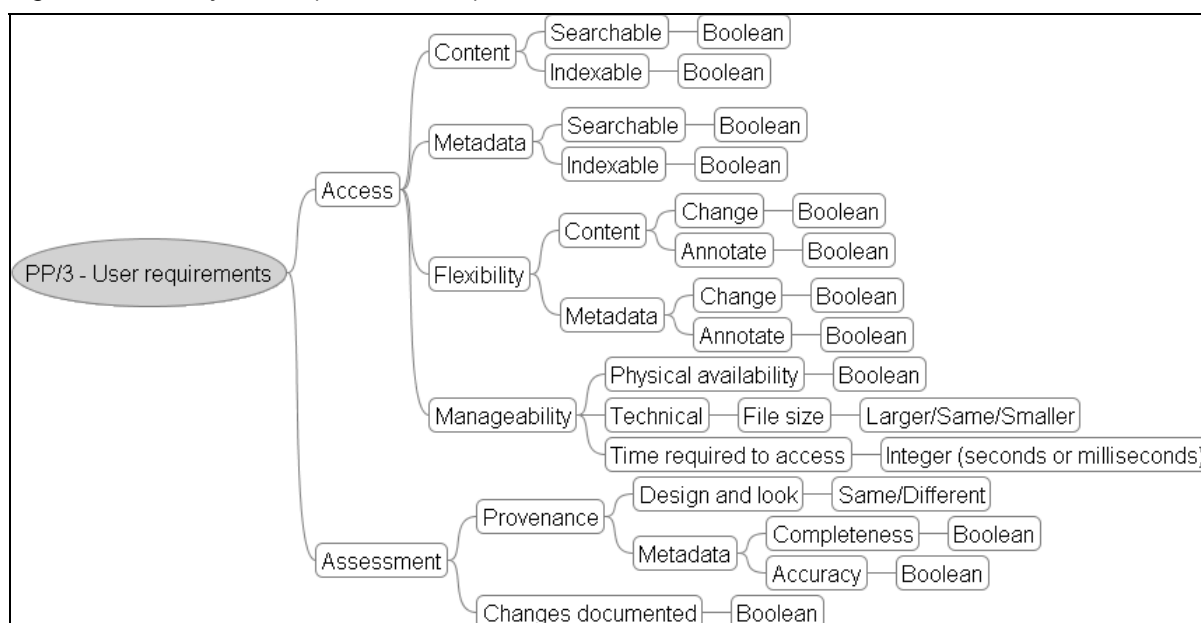 Content
Searchable
Boolean
Indexable
Boolean
Metadata
Searchable
Boolean
Indexable
Boolean
Access
Flexibility
Content
Change
Boolean
Annotate
Boolean
Metadata
Change
Boolean
Annotate
Boolean
PP/3 - User requirements
Manageability
Physical availability
Boolean
Technical
File size
Larger/Same/Smaller
Time required to access
Integer (seconds or milliseconds)
Assessment
Provenance
Design and look
Same/Different
Metadata
Completeness
Boolean
Accuracy
Boolean
Changes documented
Boolean